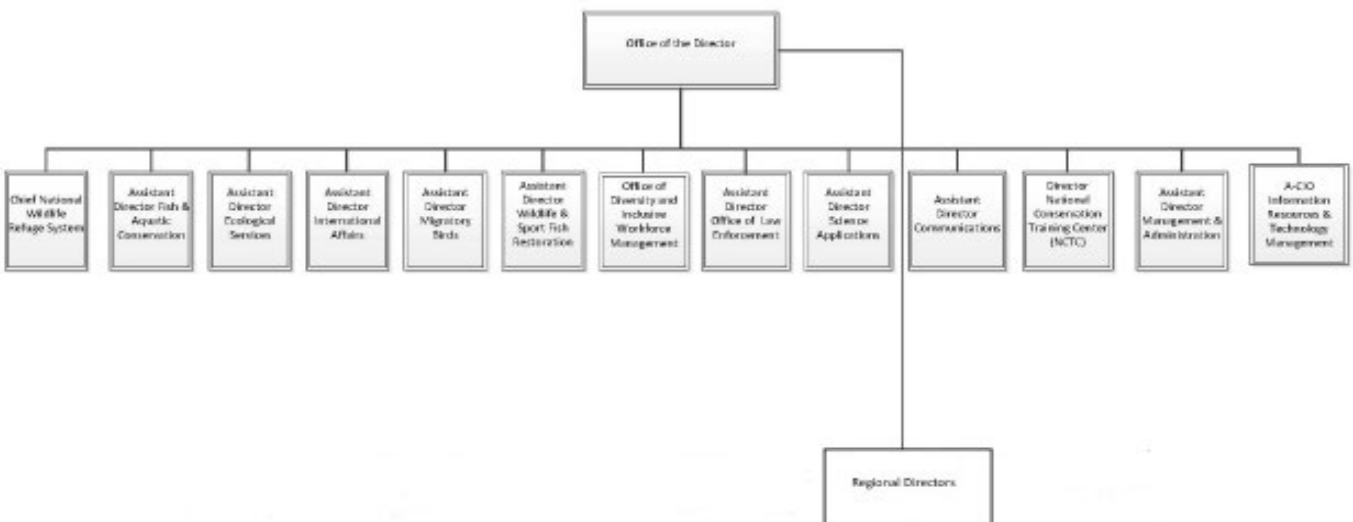 Office of the Director
Chief National
Wildlife
Refuge System
Assistant
Director Fish &
Aquatic
Conservation
Assistant
Director
Ecological
Services
Assistant
Director
International
Affairs
Assistant
Director
Migratory
Birds
Assistant
Director
Wildlife &
Sport Fish
Restoration
Office of
Diversity and
Inclusive
Workforce
Management
Assistant
Director
Office of Law
Enforcement
Assistant
Director
Science
Applications
Assistant
Director
Communications
Director
National
Conservation
Training Center
(NCTC)
Assistant
Director
Management &
Administration
A-CIO
Information
Resources &
Technology
Management
Regional Directors